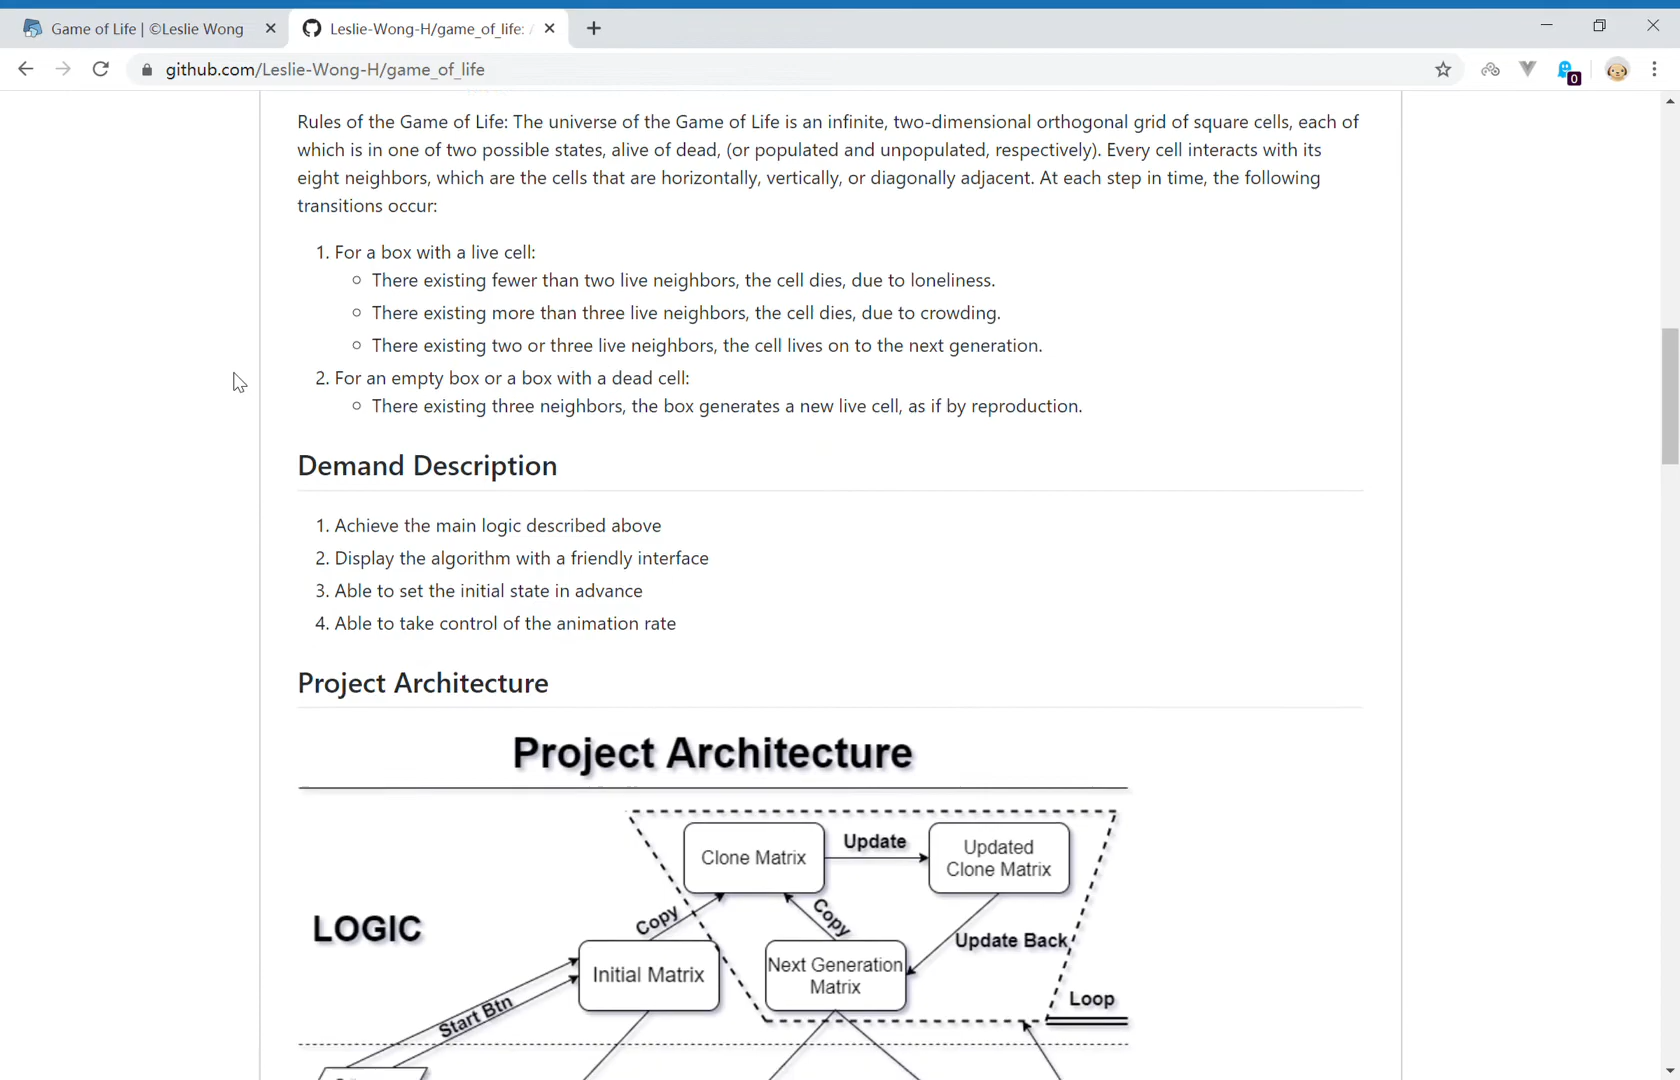 Game of Life | ©Leslie Wong
Leslie-Wong-H/game_of_life: /
github.com/Leslie-Wong-H/game_of_life
0
Rules of the Game of Life: The universe of the Game of Life is an infinite, two-dimensional orthogonal grid of square cells, each of
which is in one of two possible states, alive of dead, (or populated and unpopulated, respectively). Every cell interacts with its
eight neighbors, which are the cells that are horizontally, vertically, or diagonally adjacent. At each step in time, the following
transitions occur:
1. For a box with a live cell:
There existing fewer than two live neighbors, the cell dies, due to loneliness.
There existing more than three live neighbors, the cell dies, due to crowding.
There existing two or three live neighbors, the cell lives on to the next generation.
2. For an empty box or a box with a dead cell:
There existing three neighbors, the box generates a new live cell, as if by reproduction.
Demand Description
1. Achieve the main logic described above
2. Display the algorithm with a friendly interface
3. Able to set the initial state in advance
4. Able to take control of the animation rate
Project Architecture
Project Architecture
Clone Matrix
Update
Updated
Clone Matrix
Copy
Copy
LOGIC
Update Back
Initial Matrix
Next Generation
Matrix
Loop
Start Btn